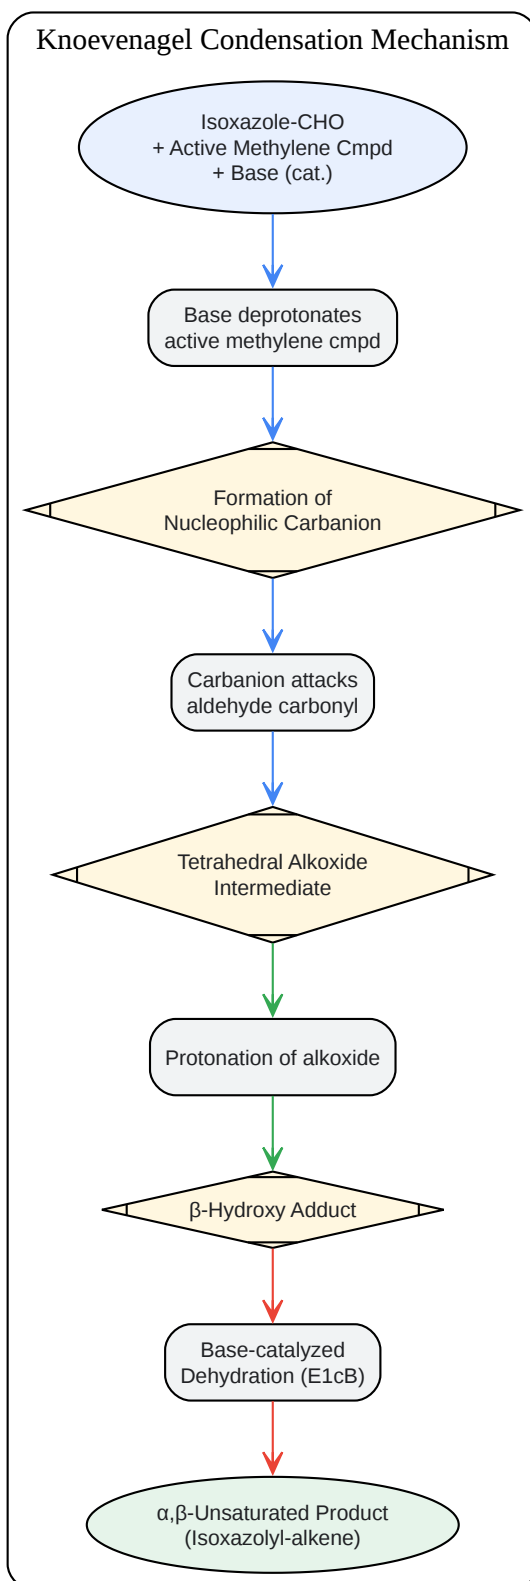 Knoevenagel Condensation Mechanism
Isoxazole-CHO
+ Active Methylene Cmpd
+ Base (cat.)
Base deprotonates
active methylene cmpd
Formation of
Nucleophilic Carbanion
Carbanion attacks
aldehyde carbonyl
Tetrahedral Alkoxide
Intermediate
Protonation of alkoxide
β-Hydroxy Adduct
Base-catalyzed
Dehydration (E1cB)
α,β-Unsaturated Product
(Isoxazolyl-alkene)